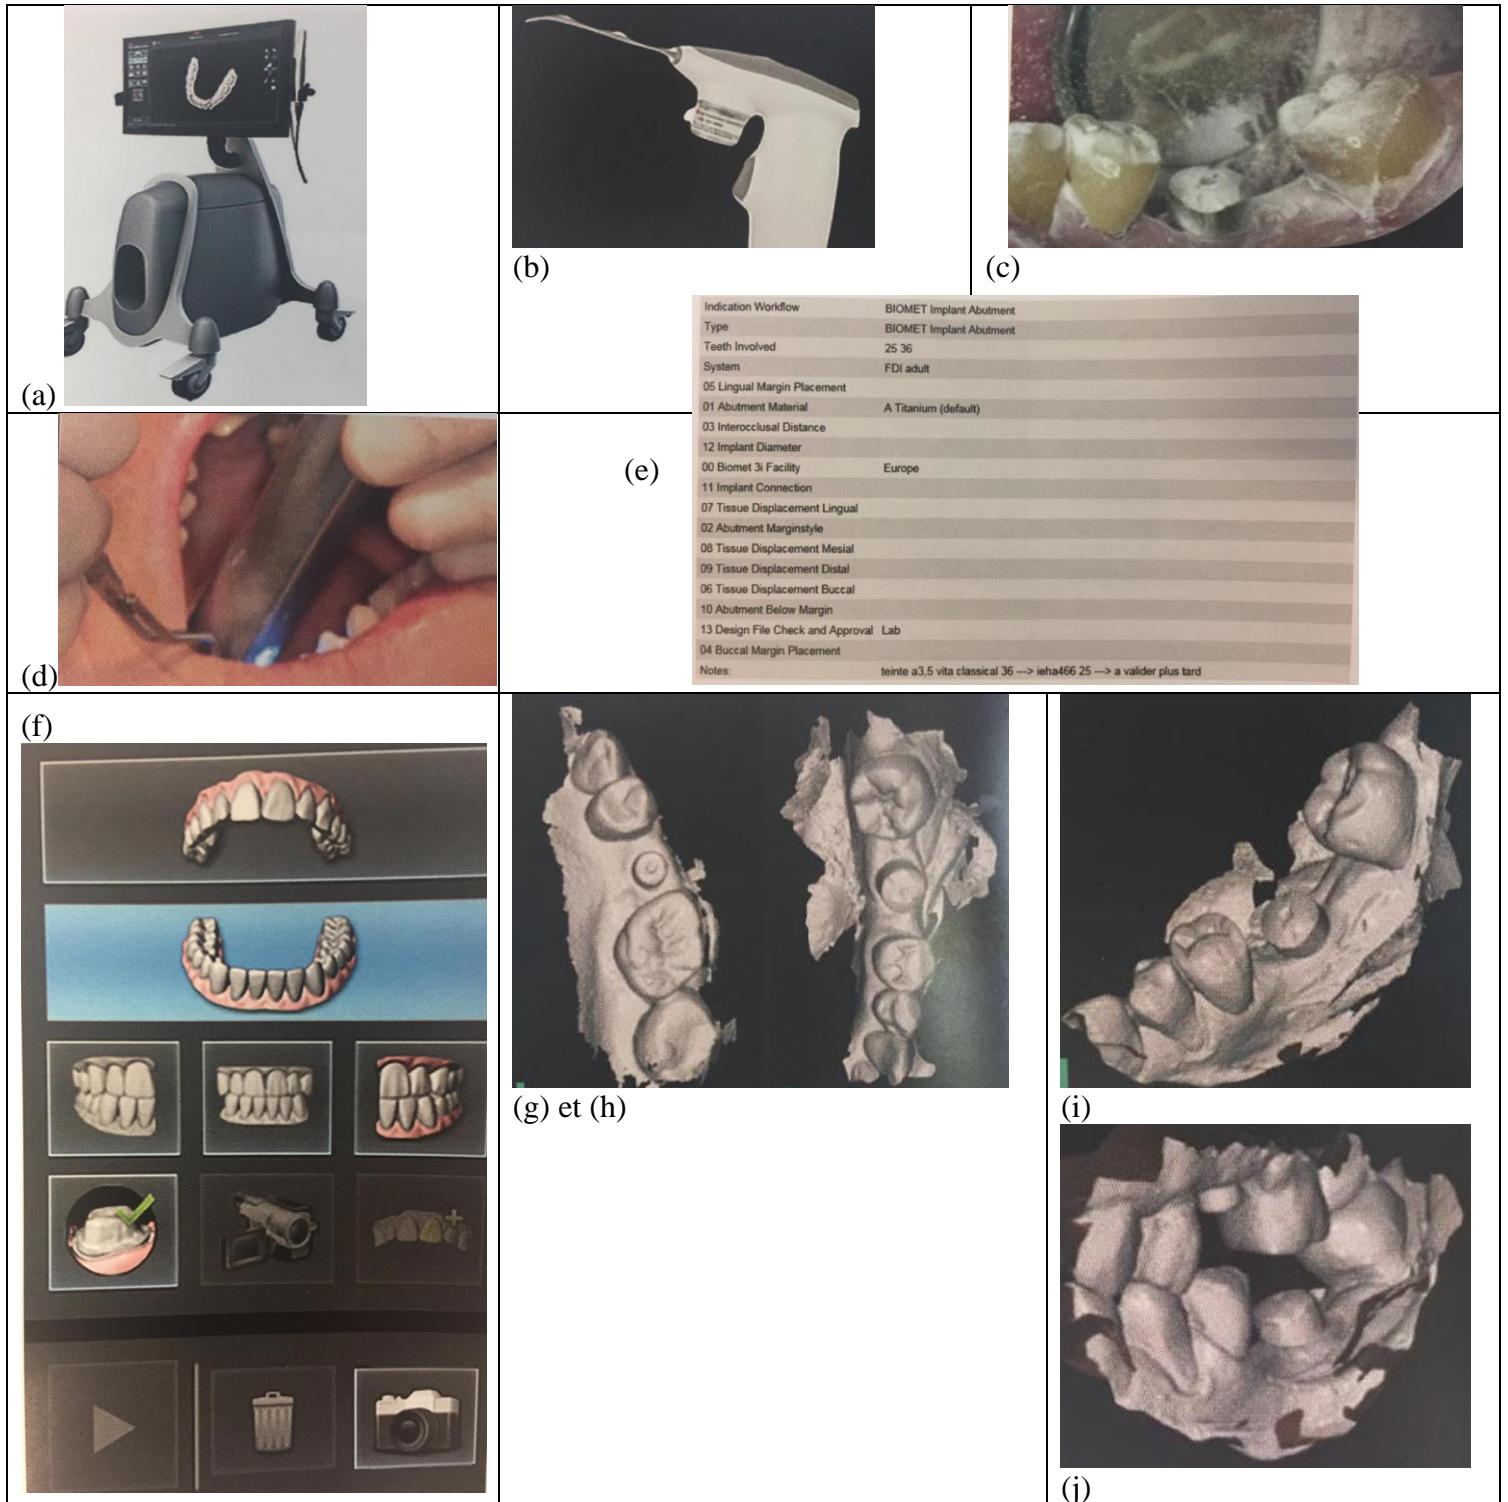 (a)
(b)
(c)
(d)
(e)
Indication Workflow BIOMET Implant Abutment
Type BIOMET Implant Abutment
Teeth Involved 25 36
System FDI adult
05 Lingual Margin Placement
01 Abutment Material A Titanium (default)
03 Interocclusal Distance
12 Implant Diameter
00 Biomet 3i Facility Europe
11 Implant Connection
07 Tissue Displacement Lingual
02 Abutment Marginstyle
08 Tissue Displacement Mesial
09 Tissue Displacement Distal
06 Tissue Displacement Buccal
10 Abutment Below Margin
13 Design File Check and Approval Lab
04 Buccal Margin Placement
Notes: teinte a3,5 vita classical 36 ---> ieha466 25 ---> a valider plus tard
(f)
(g) et (h)
(i)
(j)